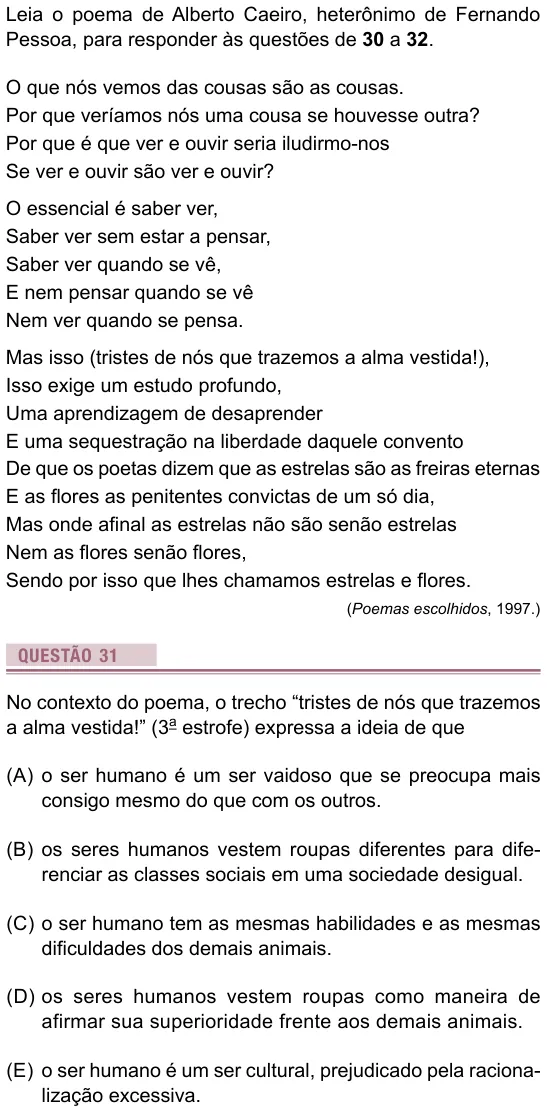 Leia o poema de Alberto Caeiro, heterônimo de Fernando
Pessoa, para responder às questões de 30 a 32.
O que nós vemos das cousas são as cousas.
Por que veríamos nós uma cousa se houvesse outra?
Por que é que ver e ouvir seria iludirmo-nos
Se ver e ouvir são ver e ouvir?
O essencial é saber ver,
Saber ver sem estar a pensar,
Saber ver quando se vê,
E nem pensar quando se vê
Nem ver quando se pensa.
Mas isso (tristes de nós que trazemos a alma vestida!),
Isso exige um estudo profundo,
Uma aprendizagem de desaprender
E uma sequestração na liberdade daquele convento
De que os poetas dizem que as estrelas são as freiras eternas
E as flores as penitentes convictas de um só dia,
Mas onde afinal as estrelas não são senão estrelas
Nem as flores senão flores,
Sendo por isso que lhes chamamos estrelas e flores.
(Poemas escolhidos, 1997.)
QUESTÃO 31
No contexto do poema, o trecho “tristes de nós que trazemos
a alma vestida!” (3ª estrofe) expressa a ideia de que
(A) o ser humano é um ser vaidoso que se preocupa mais
consigo mesmo do que com os outros.
(B) os seres humanos vestem roupas diferentes para dife-
renciar as classes sociais em uma sociedade desigual.
(C) o ser humano tem as mesmas habilidades e as mesmas
dificuldades dos demais animais.
(D) os seres humanos vestem roupas como maneira de
afirmar sua superioridade frente aos demais animais.
(E) o ser humano é um ser cultural, prejudicado pela raciona-
lização excessiva.